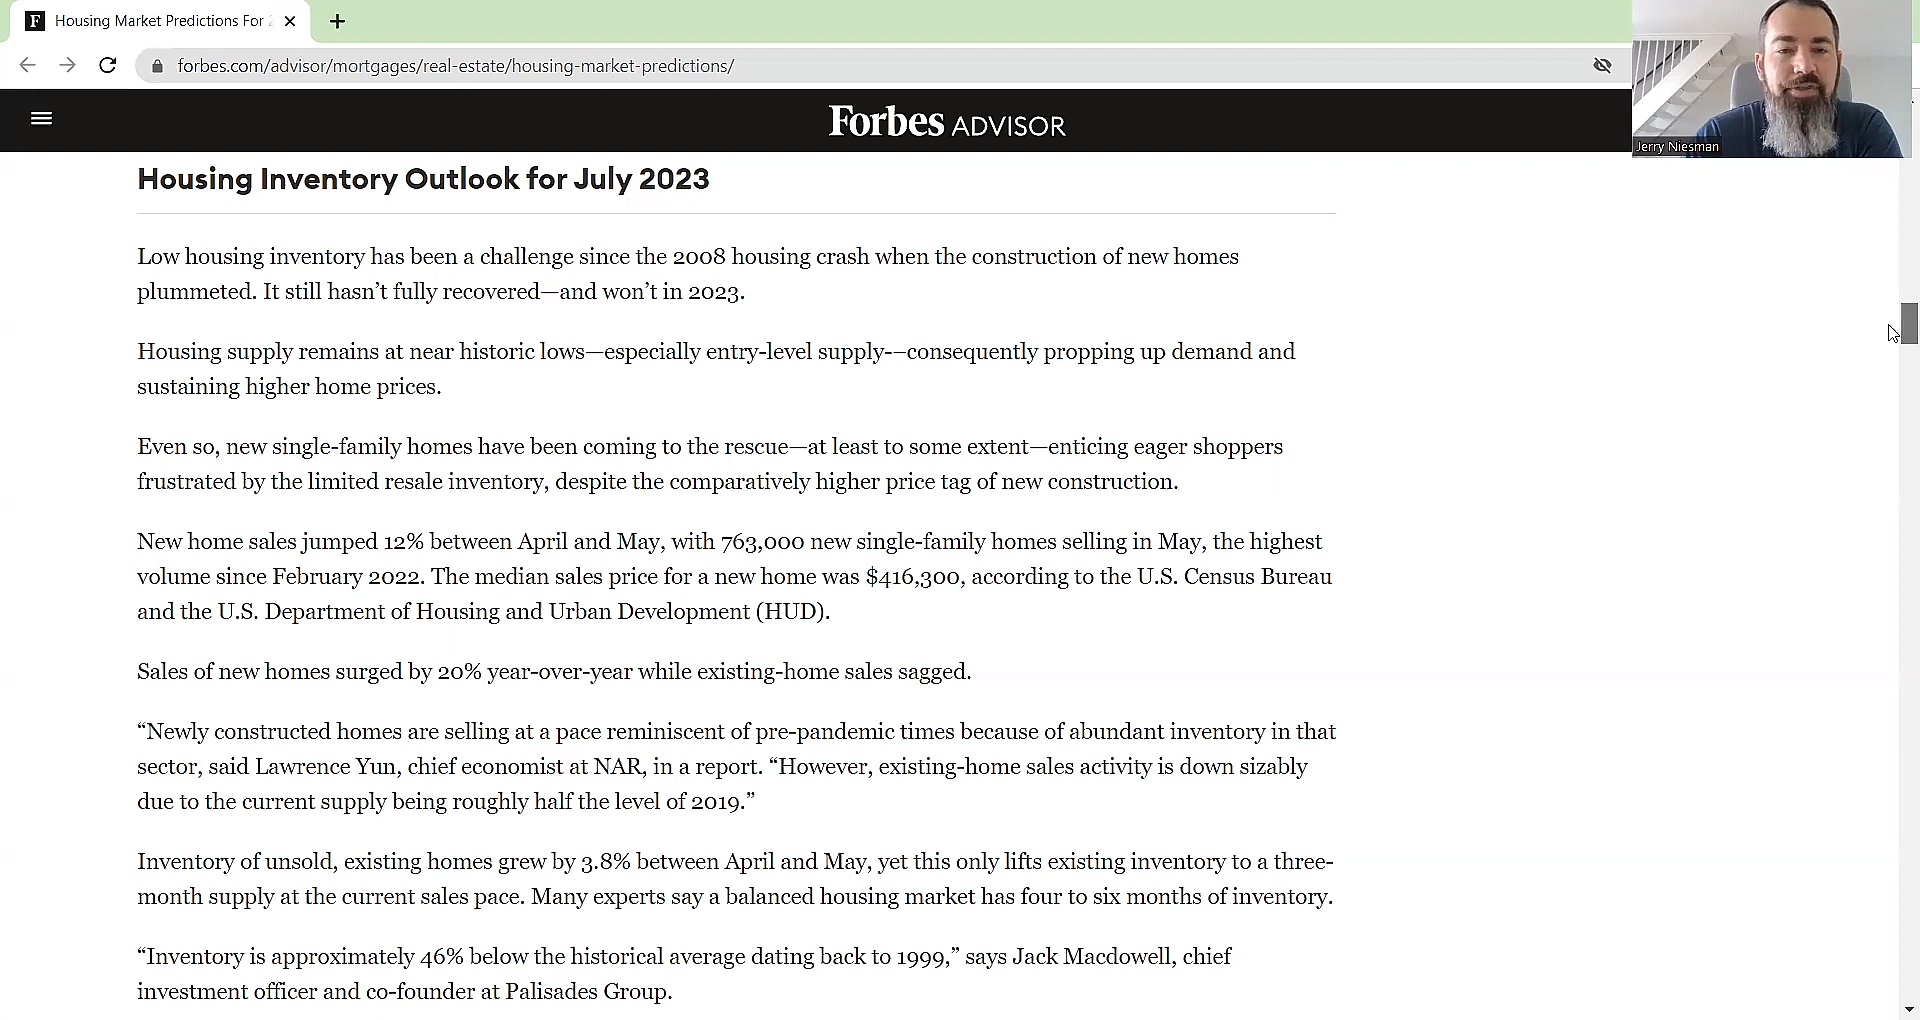 F Housing Market Predictions For 2
forbes.com/advisor/mortgages/real-estate/housing-market-predictions/
Forbes ADVISOR
Jerry Niesman
Housing Inventory Outlook for July 2023
Low housing inventory has been a challenge since the 2008 housing crash when the construction of new homes
plummeted. It still hasn’t fully recovered—and won’t in 2023.
Housing supply remains at near historic lows—especially entry-level supply-–consequently propping up demand and
sustaining higher home prices.
Even so, new single-family homes have been coming to the rescue—at least to some extent—enticing eager shoppers
frustrated by the limited resale inventory, despite the comparatively higher price tag of new construction.
New home sales jumped 12% between April and May, with 763,000 new single-family homes selling in May, the highest
volume since February 2022. The median sales price for a new home was $416,300, according to the U.S. Census Bureau
and the U.S. Department of Housing and Urban Development (HUD).
Sales of new homes surged by 20% year-over-year while existing-home sales sagged.
“Newly constructed homes are selling at a pace reminiscent of pre-pandemic times because of abundant inventory in that
sector, said Lawrence Yun, chief economist at NAR, in a report. “However, existing-home sales activity is down sizably
due to the current supply being roughly half the level of 2019.”
Inventory of unsold, existing homes grew by 3.8% between April and May, yet this only lifts existing inventory to a three-
month supply at the current sales pace. Many experts say a balanced housing market has four to six months of inventory.
“Inventory is approximately 46% below the historical average dating back to 1999,” says Jack Macdowell, chief
investment officer and co-founder at Palisades Group.